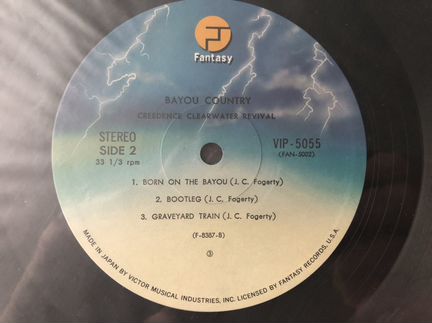 Fantasy
BAYOU COUNTRY
CREEDENCE CLEARWATER REVIVAL
STEREO
SIDE 2
33 1/3 rpm
VIP-5055
(FAN-5002)
1. BORN ON THE BAYOU (J. C. Fogerty)
2. BOOTLEG (J. C. Fogerty)
3. GRAVEYARD TRAIN (J. C. Fogerty)
(F-8387-B)
③
MADE IN JAPAN BY VICTOR MUSICAL INDUSTRIES, INC. LICENSED BY FANTASY RECORDS, U.S.A.